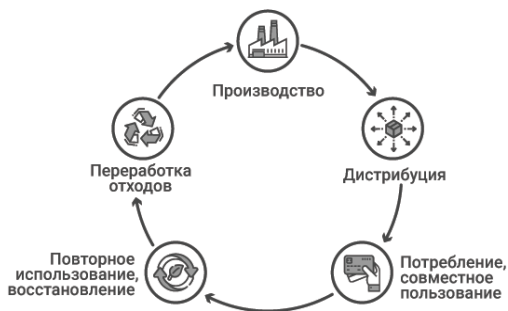 Производство
Дистрибуция
Потребление,
совместное
пользование
Повторное
использование,
восстановление
Переработка
отходов